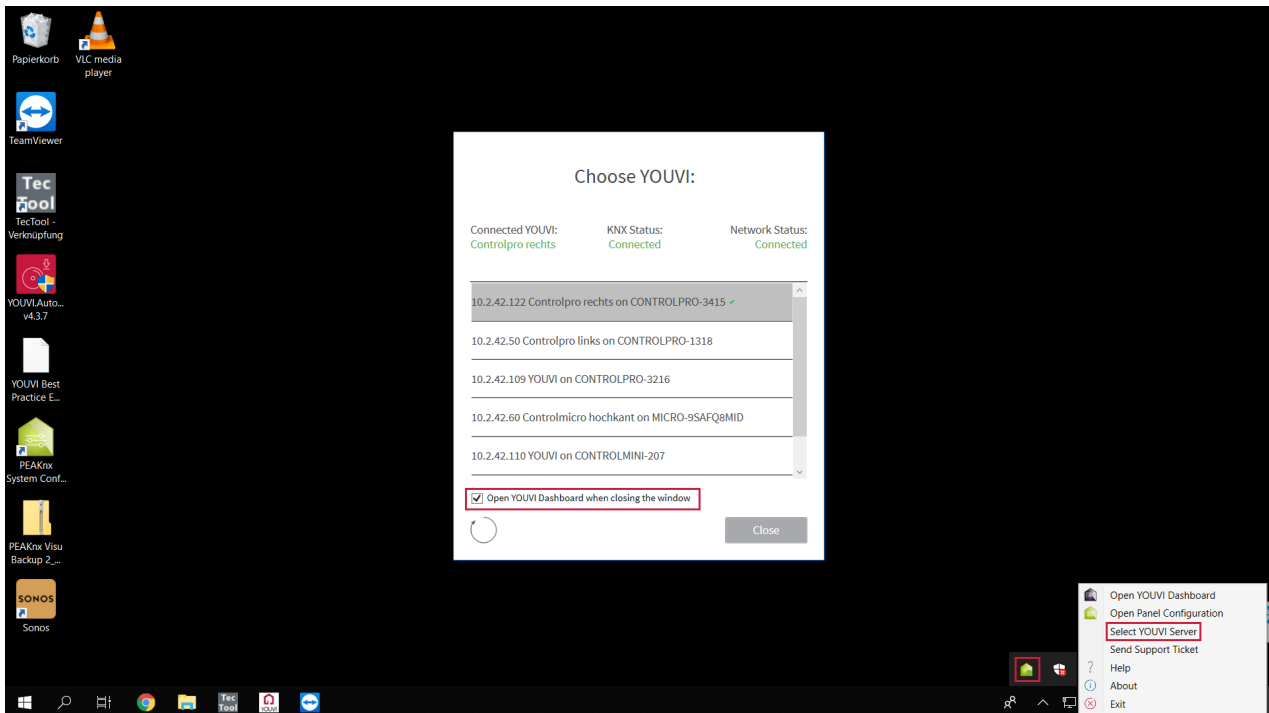 Papierkorb
VLC media
player
TeamViewer
Tec
Tool
TecTool -
Verknüpfung
YOUVI.Auto...
v4.3.7
YOUVI Best
Practice E...
PEAKnx
System Conf...
PEAKnx Visu
Backup 2_...
SONOS
Sonos
Choose YOUVI:
Connected YOUVI:
Controlpro rechts
KNX Status:
Connected
Network Status:
Connected
10.2.42.122 Controlpro rechts on CONTROLPRO-3415
10.2.42.50 Controlpro links on CONTROLPRO-1318
10.2.42.109 YOUVI on CONTROLPRO-3216
10.2.42.60 Controlmicro hochkant on MICRO-9SAFQ8MID
10.2.42.110 YOUVI on CONTROLMINI-207
Open YOUVI Dashboard when closing the window
Close
Open YOUVI Dashboard
Open Panel Configuration
Select YOUVI Server
Send Support Ticket
Help
About
Exit
Tec
Tool
YOUVI